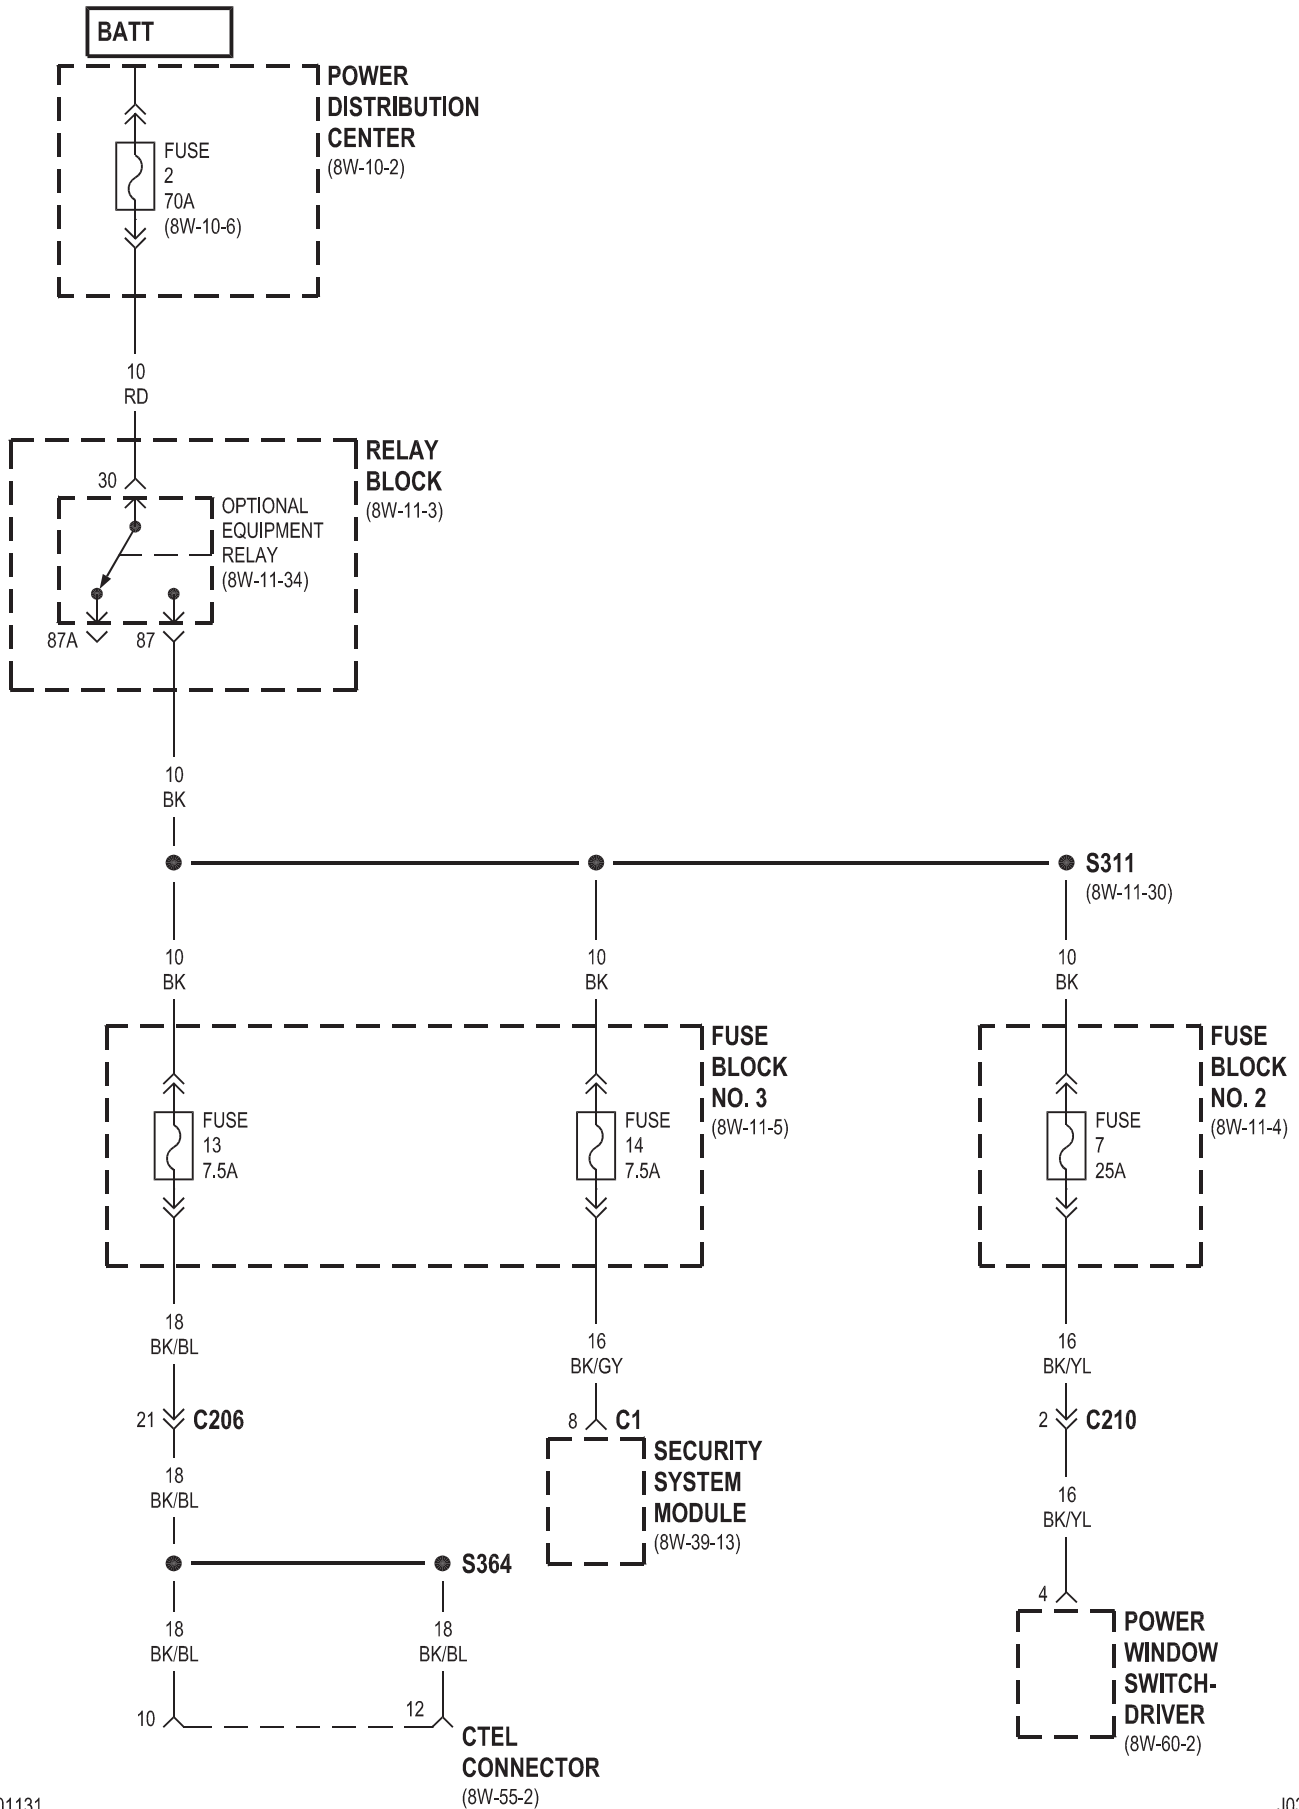 BATT
POWER
DISTRIBUTION
CENTER
(8W-10-2)
FUSE
2
70A
(8W-10-6)
10
RD
RELAY
BLOCK
(8W-11-3)
30
OPTIONAL
EQUIPMENT
RELAY
(8W-11-34)
87A
87
10
BK
S311
(8W-11-30)
10
BK
10
BK
10
BK
FUSE
BLOCK
NO. 3
(8W-11-5)
FUSE
BLOCK
NO. 2
(8W-11-4)
FUSE
13
7.5A
FUSE
14
7.5A
FUSE
7
25A
18
BK/BL
16
BK/GY
16
BK/YL
21
C206
8
C1
2
C210
SECURITY
SYSTEM
MODULE
(8W-39-13)
18
BK/BL
16
BK/YL
S364
18
BK/BL
18
BK/BL
4
POWER
WINDOW
SWITCH-
DRIVER
(8W-60-2)
10
12
CTEL
CONNECTOR
(8W-55-2)